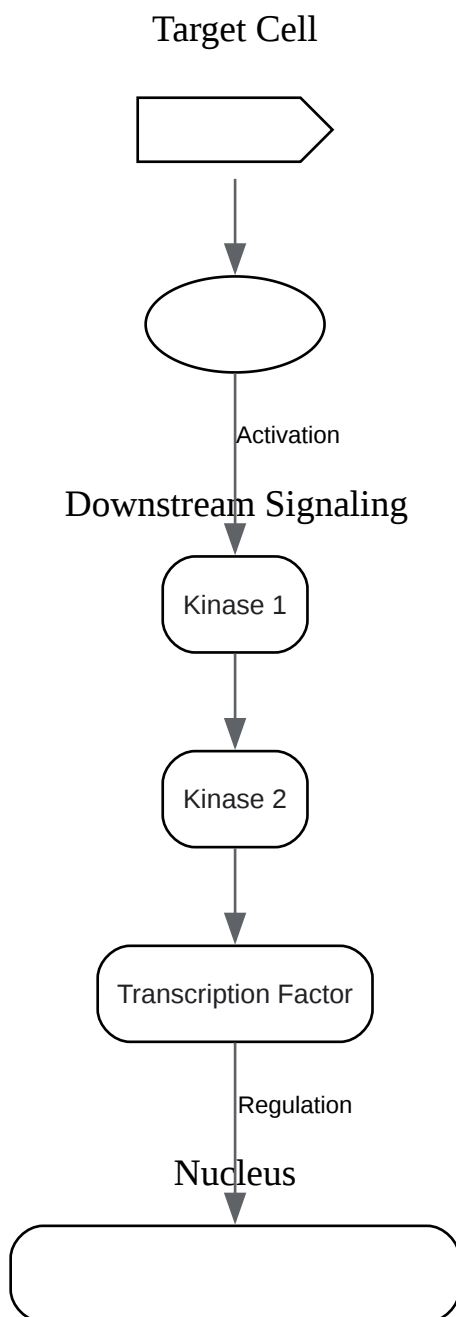 Target Cell
Activation
Downstream Signaling
Kinase 1
Kinase 2
Transcription Factor
Regulation
Nucleus